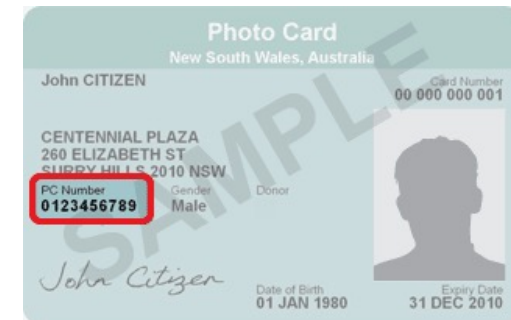 Photo Card
New South Wales, Australia
John CITIZEN
Card Number
00 000 000 001
CENTENNIAL PLAZA
260 ELIZABETH ST
SURRY HILLS 2010 NSW
PC Number
0123456789
Gender
Male
Donor
SAMPLE
John Citizen
Date of Birth
01 JAN 1980
Expiry Date
31 DEC 2010